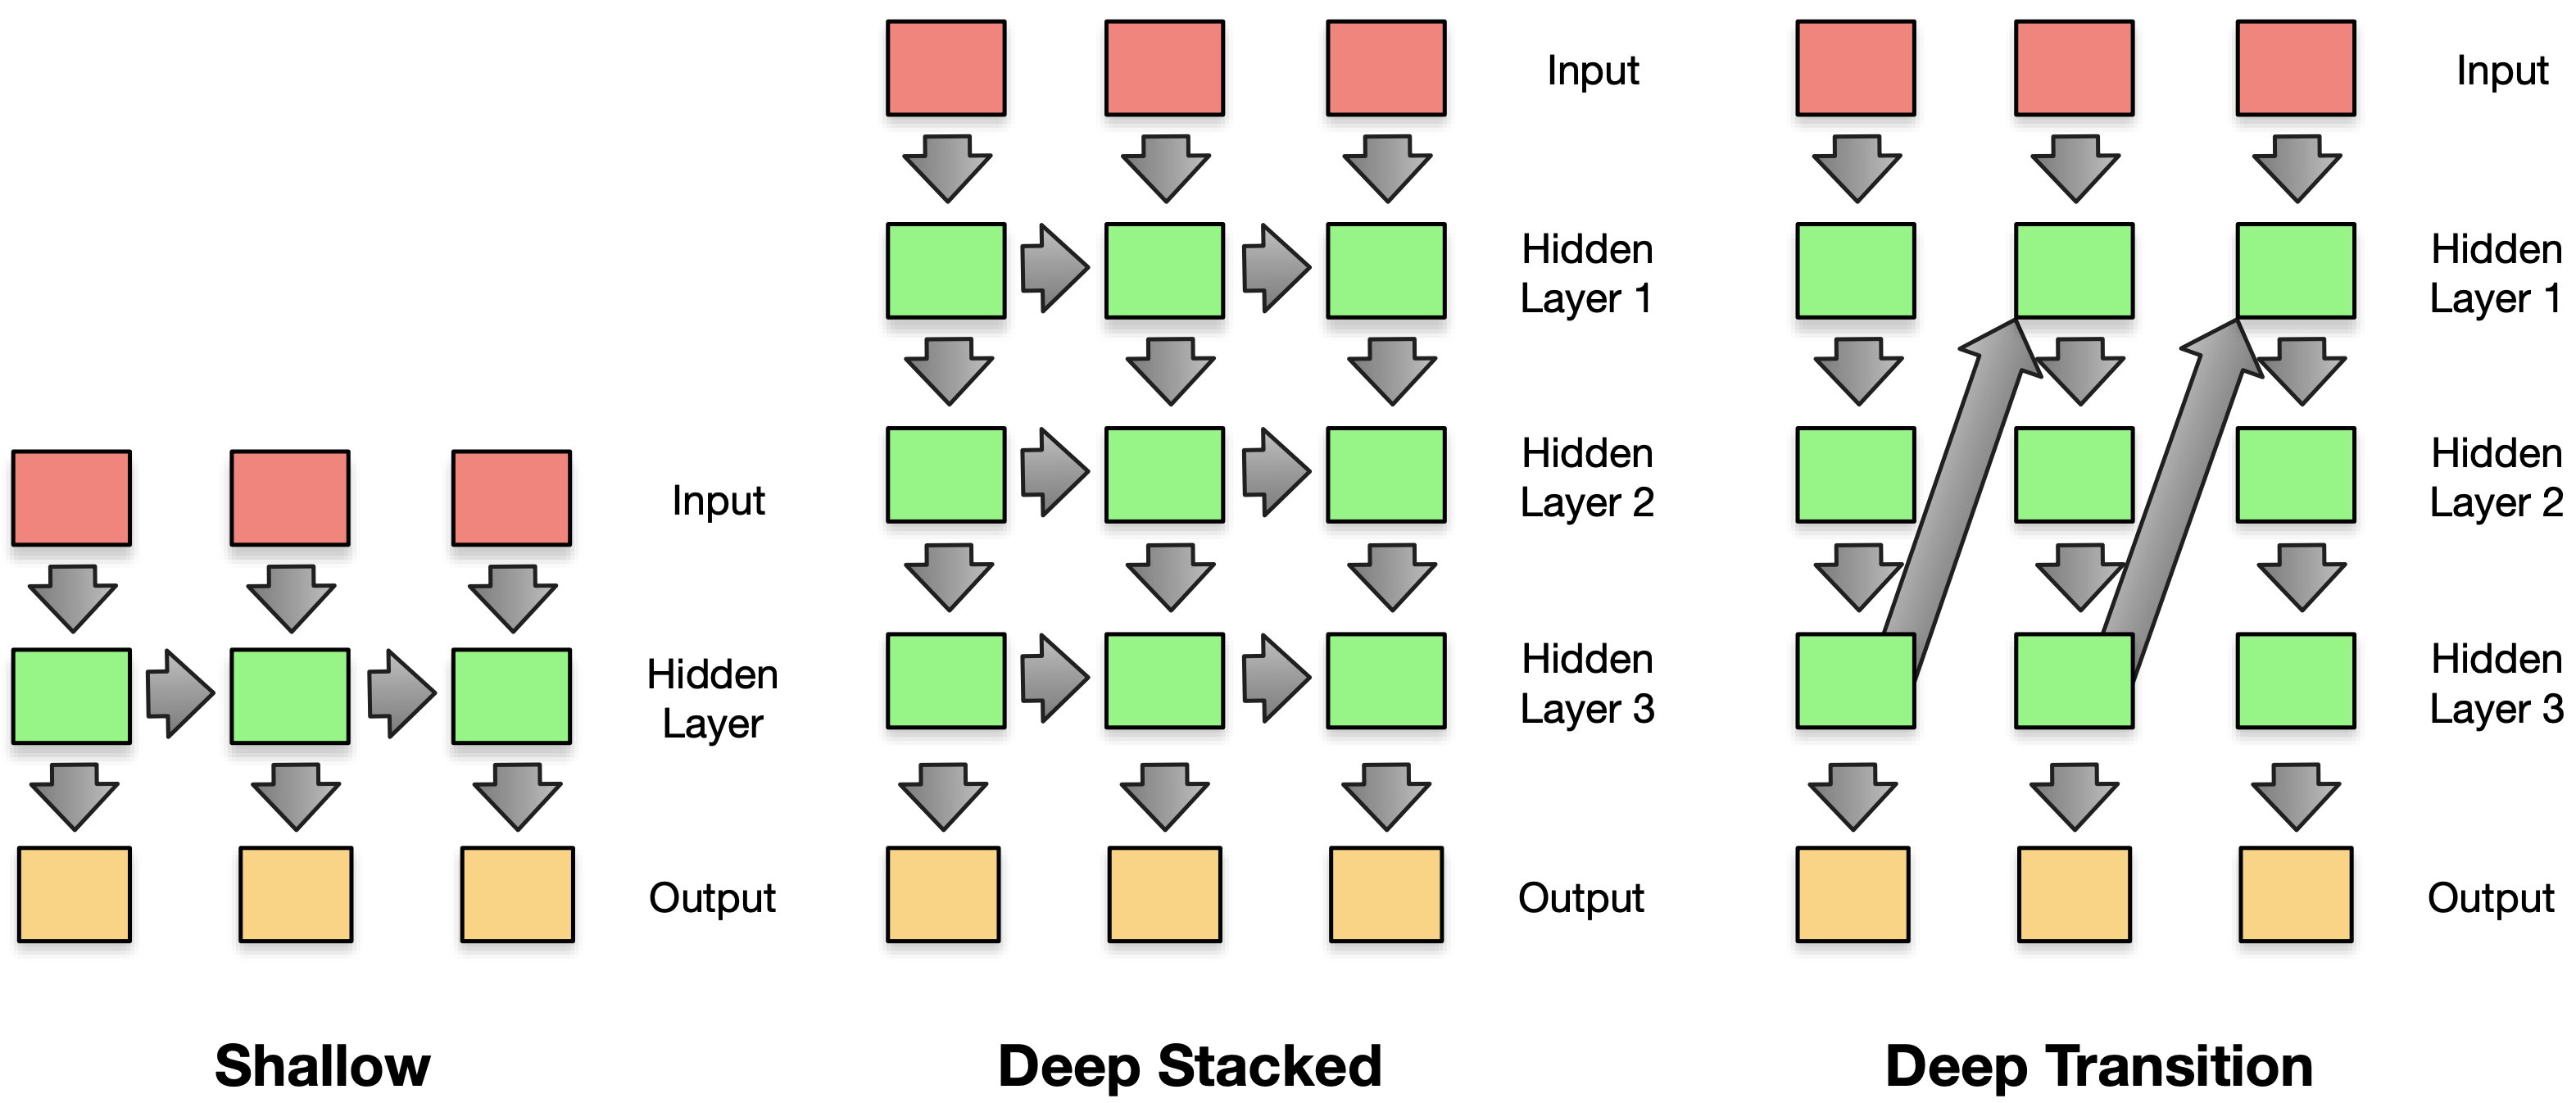 Input
Hidden
Layer
Output
Shallow
Input
Hidden
Layer 1
Hidden
Layer 2
Hidden
Layer 3
Output
Deep Stacked
Input
Hidden
Layer 1
Hidden
Layer 2
Hidden
Layer 3
Output
Deep Transition